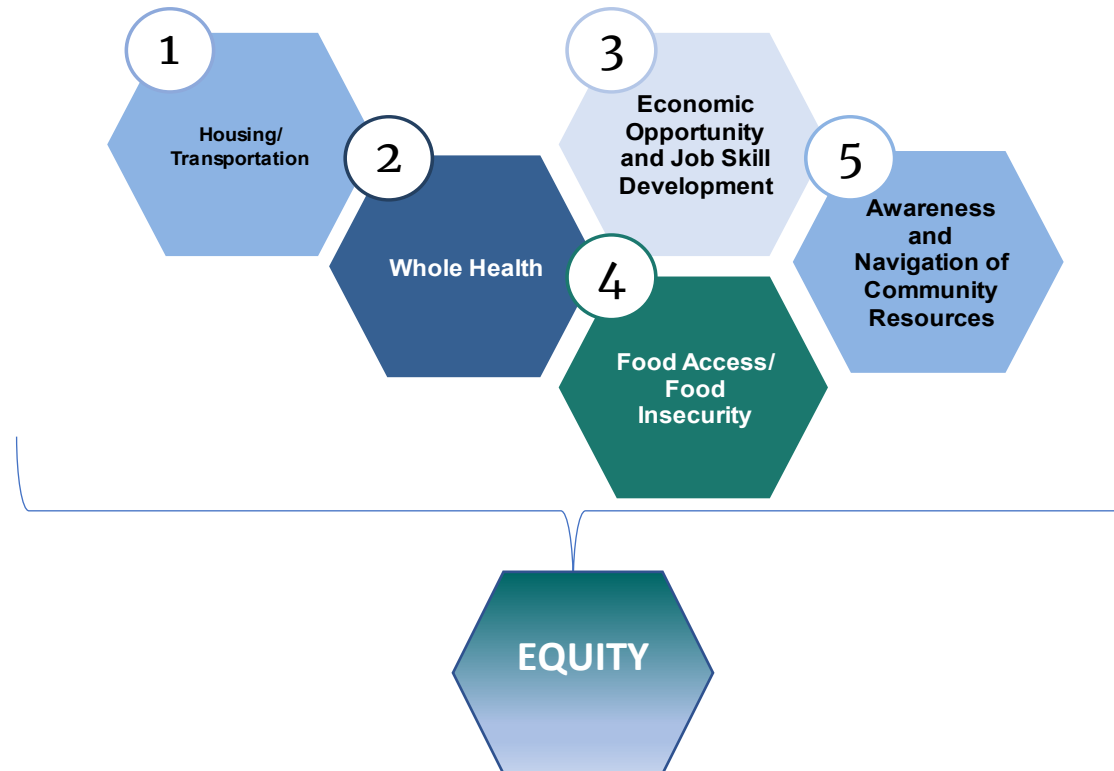 1
Housing/
Transportation
2
Whole Health
3
Economic
Opportunity
and Job Skill
Development
4
Food Access/
Food
Insecurity
5
Awareness
and
Navigation of
Community
Resources
EQUITY